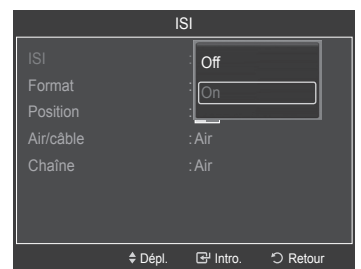 ISI
ISI :
Off
Format :
On
Position :
Air/câble : Air
Chaîne : Air
Dépl. Intro. Retour